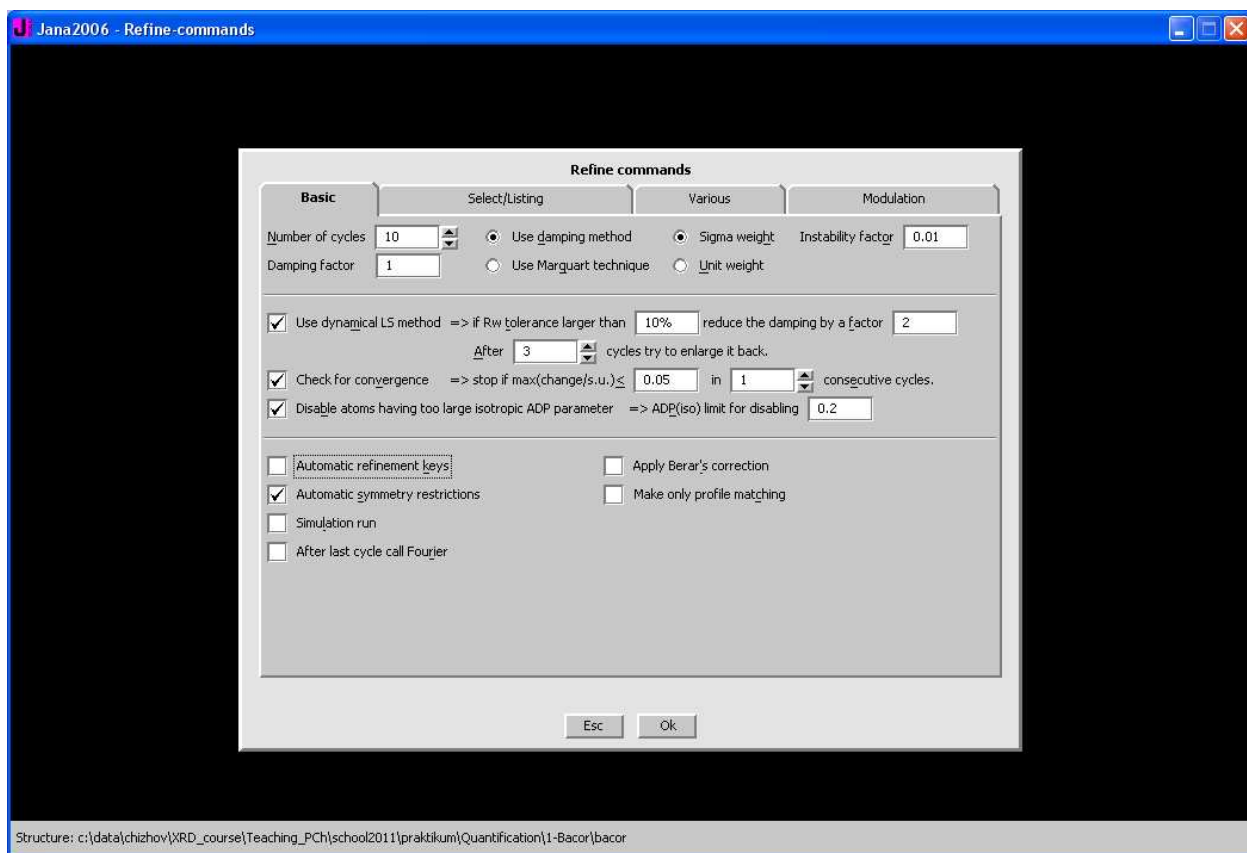 Jana2006 - Refine-commands
Refine commands
Basic Select/Listing Various Modulation
Number of cycles 10 Use damping method Sigma weight Instability factor 0.01
Damping factor 1 Use Marquart technique Unit weight
Use dynamical LS method => if Rw tolerance larger than 10% reduce the damping by a factor 2
After 3 cycles try to enlarge it back.
Check for convergence => stop if max(change/s.u.)< 0.05 in 1 consecutive cycles.
Disable atoms having too large isotropic ADP parameter => ADP(iso) limit for disabling 0.2
Automatic refinement keys Apply Berar's correction
Automatic symmetry restrictions Make only profile matching
Simulation run
After last cycle call Fourier
Esc Ok
Structure: c:\data\chizhov\XRD_course\Teaching_PCh\school2011\praktikum\Quantification\1-Bacor\bacor